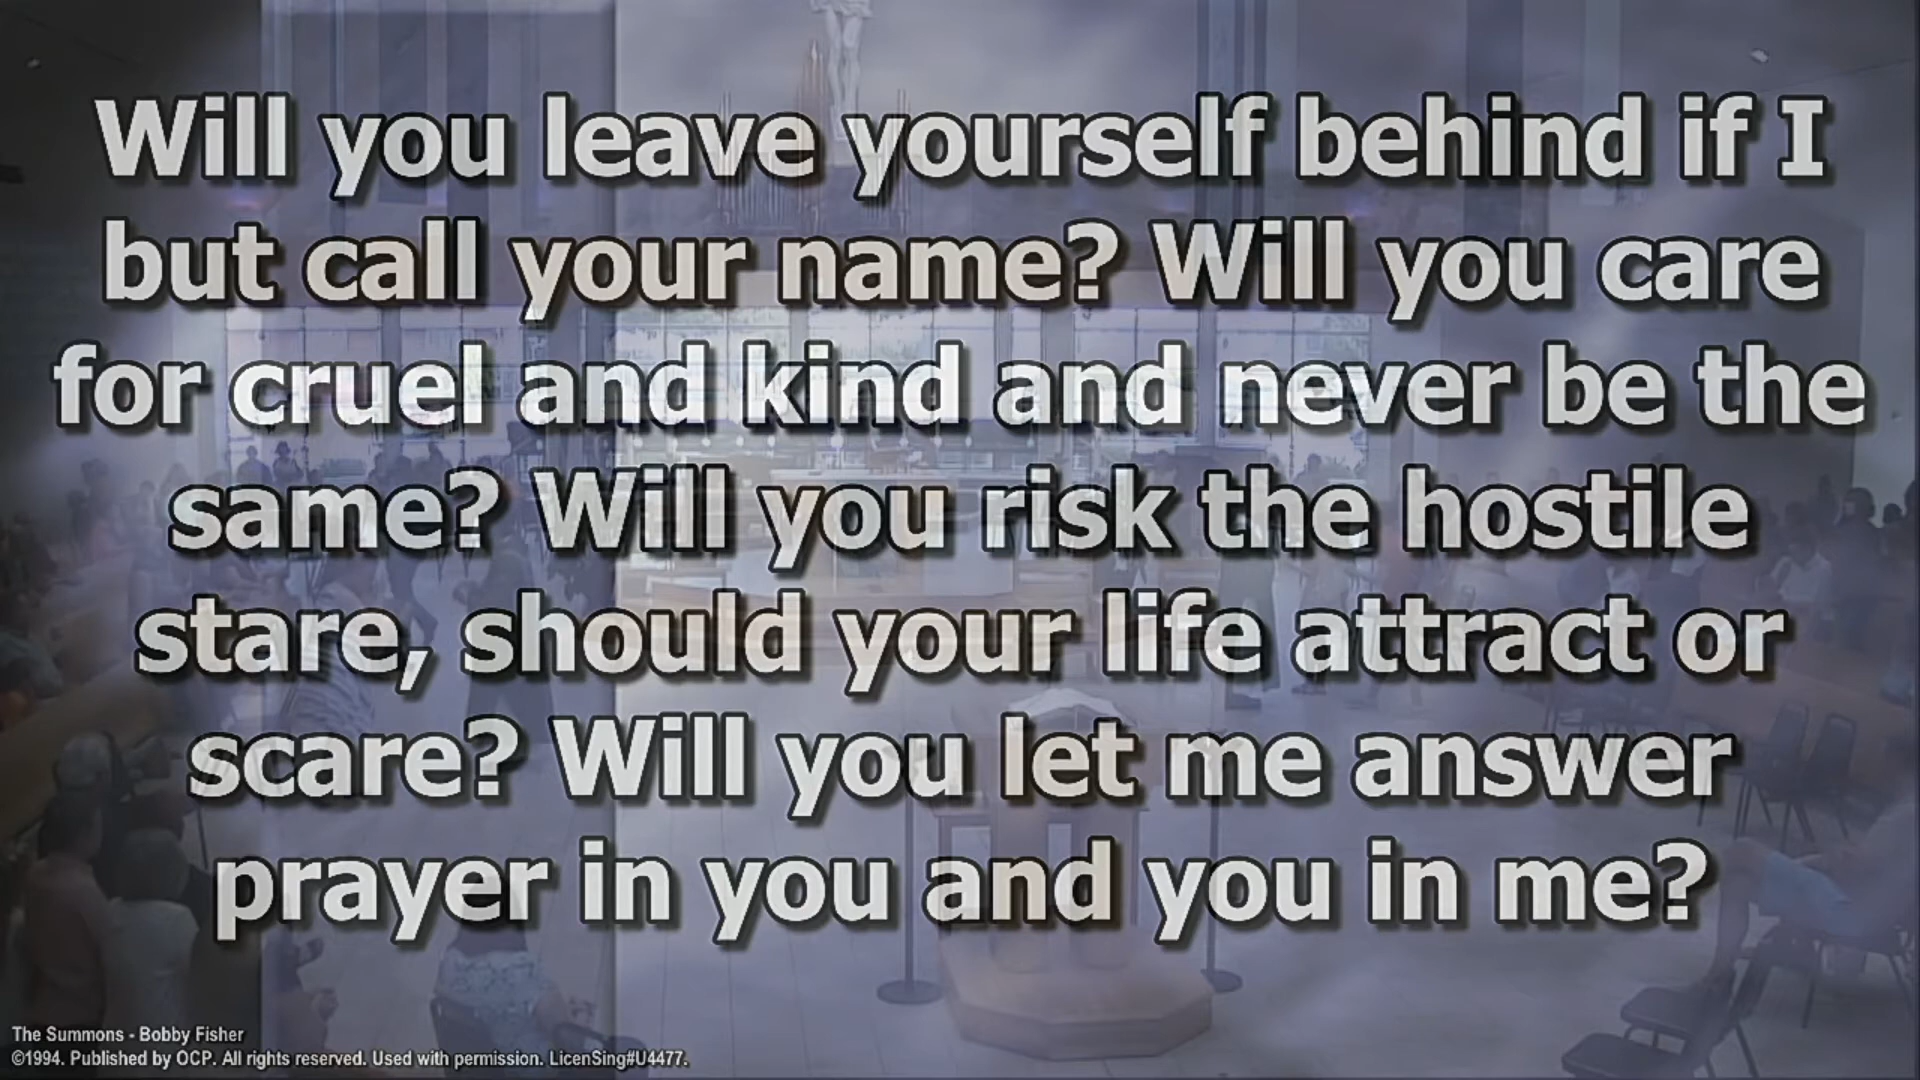 Will you leave yourself behind if I
but call your name? Will you care
for cruel and kind and never be the
same? Will you risk the hostile
stare, should your life attract or
scare? Will you let me answer
prayer in you and you in me?
The Summons - Bobby Fisher
©1994. Published by OCP. All rights reserved. Used with permission. LicenSing#U4477.